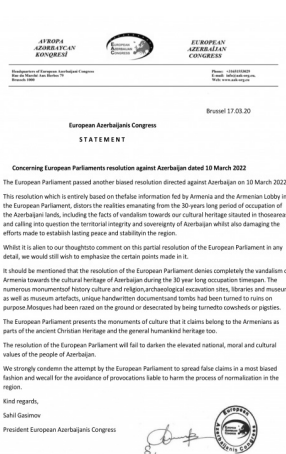 AVROPA
AZƏRBAYCAN
KONQRESİ
EUROPEAN
AZERBAIJAN
CONGRESS
Headquarters of European Azerbaijani Congress
Rue du Marché Aux Herbes 79
Brussels 1000
Brussel 17.03.20
European Azerbaijanis Congress
S T A T E M E N T
Concerning European Parliaments resolution against Azerbaijan dated 10 March 2022
The European Parliament passed another biased resolution directed against Azerbaijan on 10 March 2022
This resolution which is entirely based on thefalse information fed by Armenia and the Armenian Lobby in
the European Parliament, distors the realities emanating from the 30-years long period of occupation of
the Azerbaijani lands, including the facts of vandalism towards our cultural heritage sitauted in thoseareas
and calling into question the territorial integrity and sovereignty of Azerbaijan whilst also damaging the
efforts made to establish lasting peace and stabilityin the region.
Whilst it is alien to our thoughtsto comment on this partial resolution of the European Parliament in any
detail, we would still wish to emphasize the certain points made in it.
It should be mentioned that the resolution of the European Parliament denies completely the vandalism o
Armenia towards the cultural heritage of Azerbaijan during the 30 year long occupation timespan. The
numerous monumentsof history and culture and religion,archaeological excavation sites, libraries and museur
as well as museum artefacts, unique handwritten documentsand tombs had been turned to ruins on
purpose.Mosques had been razed on the ground or desecrated by being turnedto cowsheds or pigsties.
The European Parliament presents the monuments of culture that it claims belong to the Armenians as
parts of the ancient Christian Heritage and the general humankind heritage too.
The resolution of the European Parliament will fail to darken the elevated national, moral and cultural
values of the people of Azerbaijan.
We strongly condemn the attempt by the European Parliament to spread false claims in a most biased
fashion and wecall for the avoidance of provocations liable to harm the process of normalization in the
region.
Kind regards,
Sahil Gasimov
President European Azerbaijanis Congress